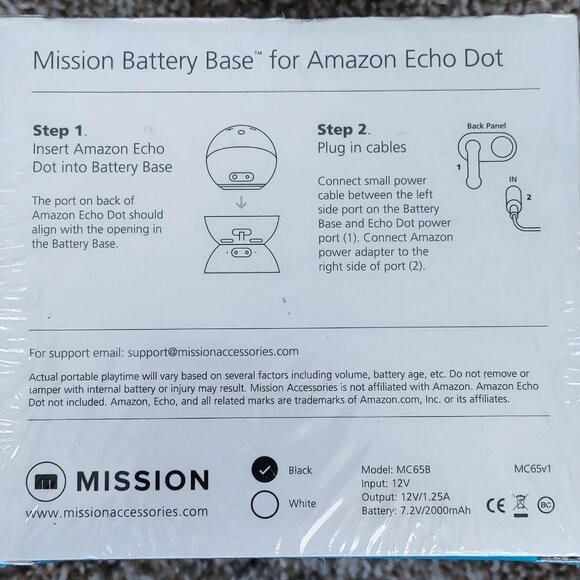 Mission Battery Base™ for Amazon Echo Dot
Step 1.
Insert Amazon Echo
Dot into Battery Base
The port on back of
Amazon Echo Dot should
align with the opening in
the Battery Base.
Step 2.
Plug in cables
Connect small power
cable between the left
side port on the Battery
Base and Echo Dot power
port (1). Connect Amazon
power adapter to the
right side of port (2).
Back Panel
1
IN
2
For support email: support@missionaccessories.com
Actual portable playtime will vary based on several factors including volume, battery age, etc. Do not remove or
tamper with internal battery or injury may result. Mission Accessories is not affiliated with Amazon. Amazon Echo
Dot not included. Amazon, Echo, and all related marks are trademarks of Amazon.com, Inc. or its affiliates.
m MISSION
www.missionaccessories.com
Black
White
Model: MC65B
Input: 12V
Output: 12V/1.25A
Battery: 7.2V/2000mAh
MC65v1
CE
BC